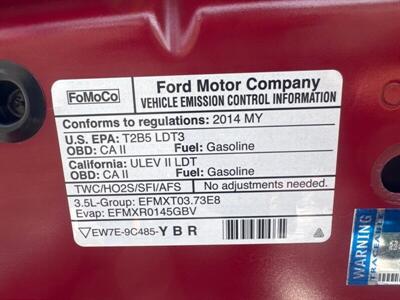 FoMoCo
Ford Motor Company
VEHICLE EMISSION CONTROL INFORMATION
Conforms to regulations: 2014 MY
U.S. EPA: T2B5 LDT3
OBD: CA II Fuel: Gasoline
California: ULEV II LDT
OBD: CA II Fuel: Gasoline
TWC/HO2S/SFI/AFS No adjustments needed.
3.5L-Group: EFMXT03.73E8
Evap: EFMXR0145GBV
EW7E-9C485-Y B R
WARNING
TRACEABLE